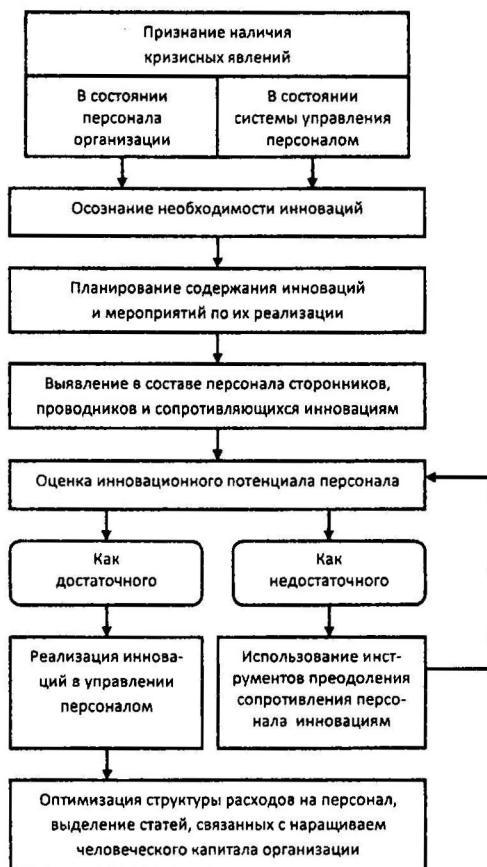 Признание наличия
кризисных явлений
В состоянии
персонала
организации
В состоянии
системы управления
персоналом
Осознание необходимости инноваций
Планирование содержания инноваций
и мероприятий по их реализации
Выявление в составе персонала сторонников,
проводников и сопротивляющихся инновациям
Оценка инновационного потенциала персонала
Как
достаточного
Как
недостаточного
Реализация иннова-
ций в управлении
персоналом
Использование инст-
рументов преодоления
сопротивления персо-
нала инновациям
Оптимизация структуры расходов на персонал,
выделение статей, связанных с наращиваем
человеческого капитала организации